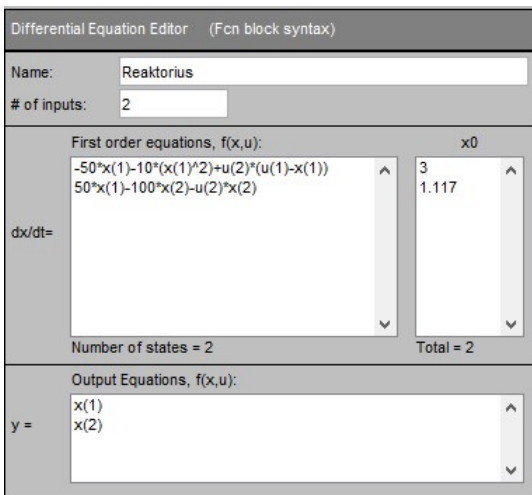 Differential Equation Editor (Fcn block syntax)
Name: Reaktorius
# of inputs: 2
First order equations, f(x,u): x0
-50*x(1)-10*(x(1)^2)+u(2)*(u(1)-x(1)) 3
50*x(1)-100*x(2)-u(2)*x(2) 1.117
dx/dt=
Number of states = 2 Total = 2
Output Equations, f(x,u):
x(1)
y = x(2)